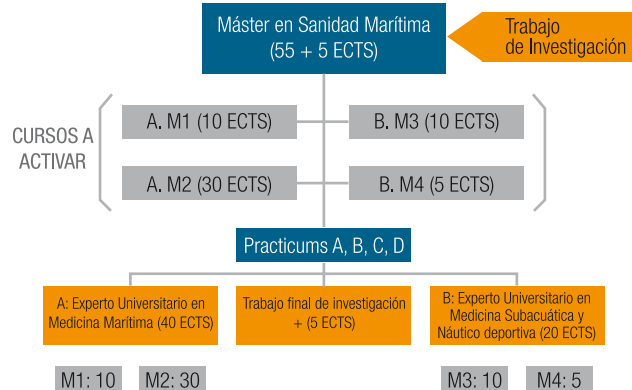 Máster en Sanidad Marítima
(55 + 5 ECTS)
Trabajo
de Investigación
CURSOS A
ACTIVAR
A. M1 (10 ECTS)
B. M3 (10 ECTS)
A. M2 (30 ECTS)
B. M4 (5 ECTS)
Practicums A, B, C, D
A: Experto Universitario en
Medicina Marítima (40 ECTS)
Trabajo final de investigación
+ (5 ECTS)
B: Experto Universitario en
Medicina Subacuática y
Náutico deportiva (20 ECTS)
M1: 10
M2: 30
M3: 10
M4: 5